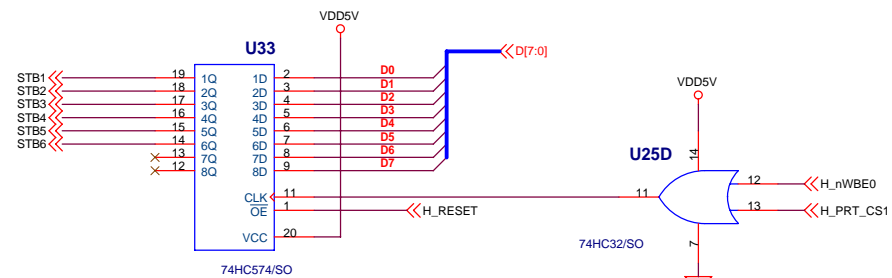 VDD5V
U33
D[7:0]
STB1 19 1Q 1D 2 D0
STB2 18 2Q 2D 3 D1
STB3 17 3Q 3D 4 D2
STB4 16 4Q 4D 5 D3
STB5 15 5Q 5D 6 D4
STB6 14 6Q 6D 7 D5
13 7Q 7D 8 D6
12 8Q 8D 9 D7
CLK 11
OE 1 H_RESET
VCC 20
74HC574/SO
VDD5V
14
U25D
12 H_nWBE0
11
13 H_PRT_CS1
7
74HC32/SO